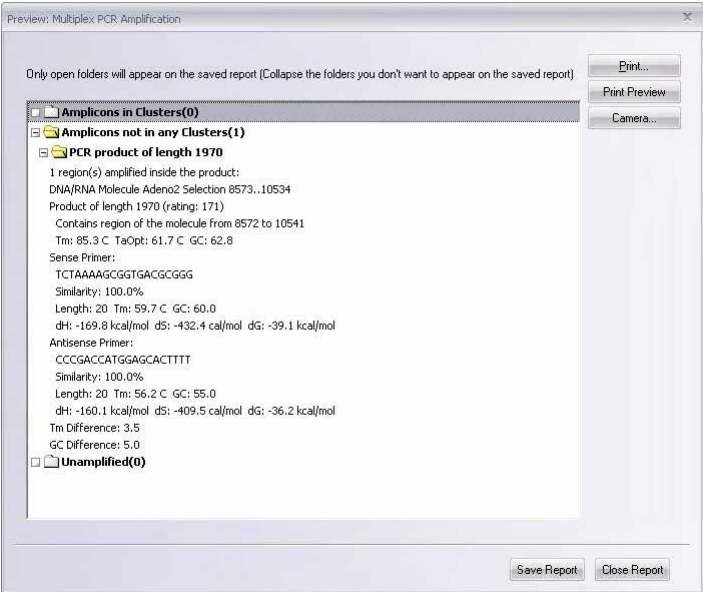 Preview: Multiplex PCR Amplification
Only open folders will appear on the saved report (Collapse the folders you don't want to appear on the saved report)
Print...
Print Preview
Camera...
Amplicons in Clusters(0)
Amplicons not in any Clusters(1)
PCR product of length 1970
1 region(s) amplified inside the product:
DNA/RNA Molecule Adeno2 Selection 8573..10534
Product of length 1970 (rating: 171)
Contains region of the molecule from 8572 to 10541
Tm: 85.3 C TaOpt: 61.7 C GC: 62.8
Sense Primer:
TCTAAAAGCGGTGACGCGGG
Similarity: 100.0%
Length: 20 Tm: 59.7 C GC: 60.0
dH: -169.8 kcal/mol dS: -432.4 cal/mol dG: -39.1 kcal/mol
Antisense Primer:
CCCGACCATGGAGCACTTTT
Similarity: 100.0%
Length: 20 Tm: 56.2 C GC: 55.0
dH: -160.1 kcal/mol dS: -409.5 cal/mol dG: -36.2 kcal/mol
Tm Difference: 3.5
GC Difference: 5.0
Unamplified(0)
Save Report
Close Report